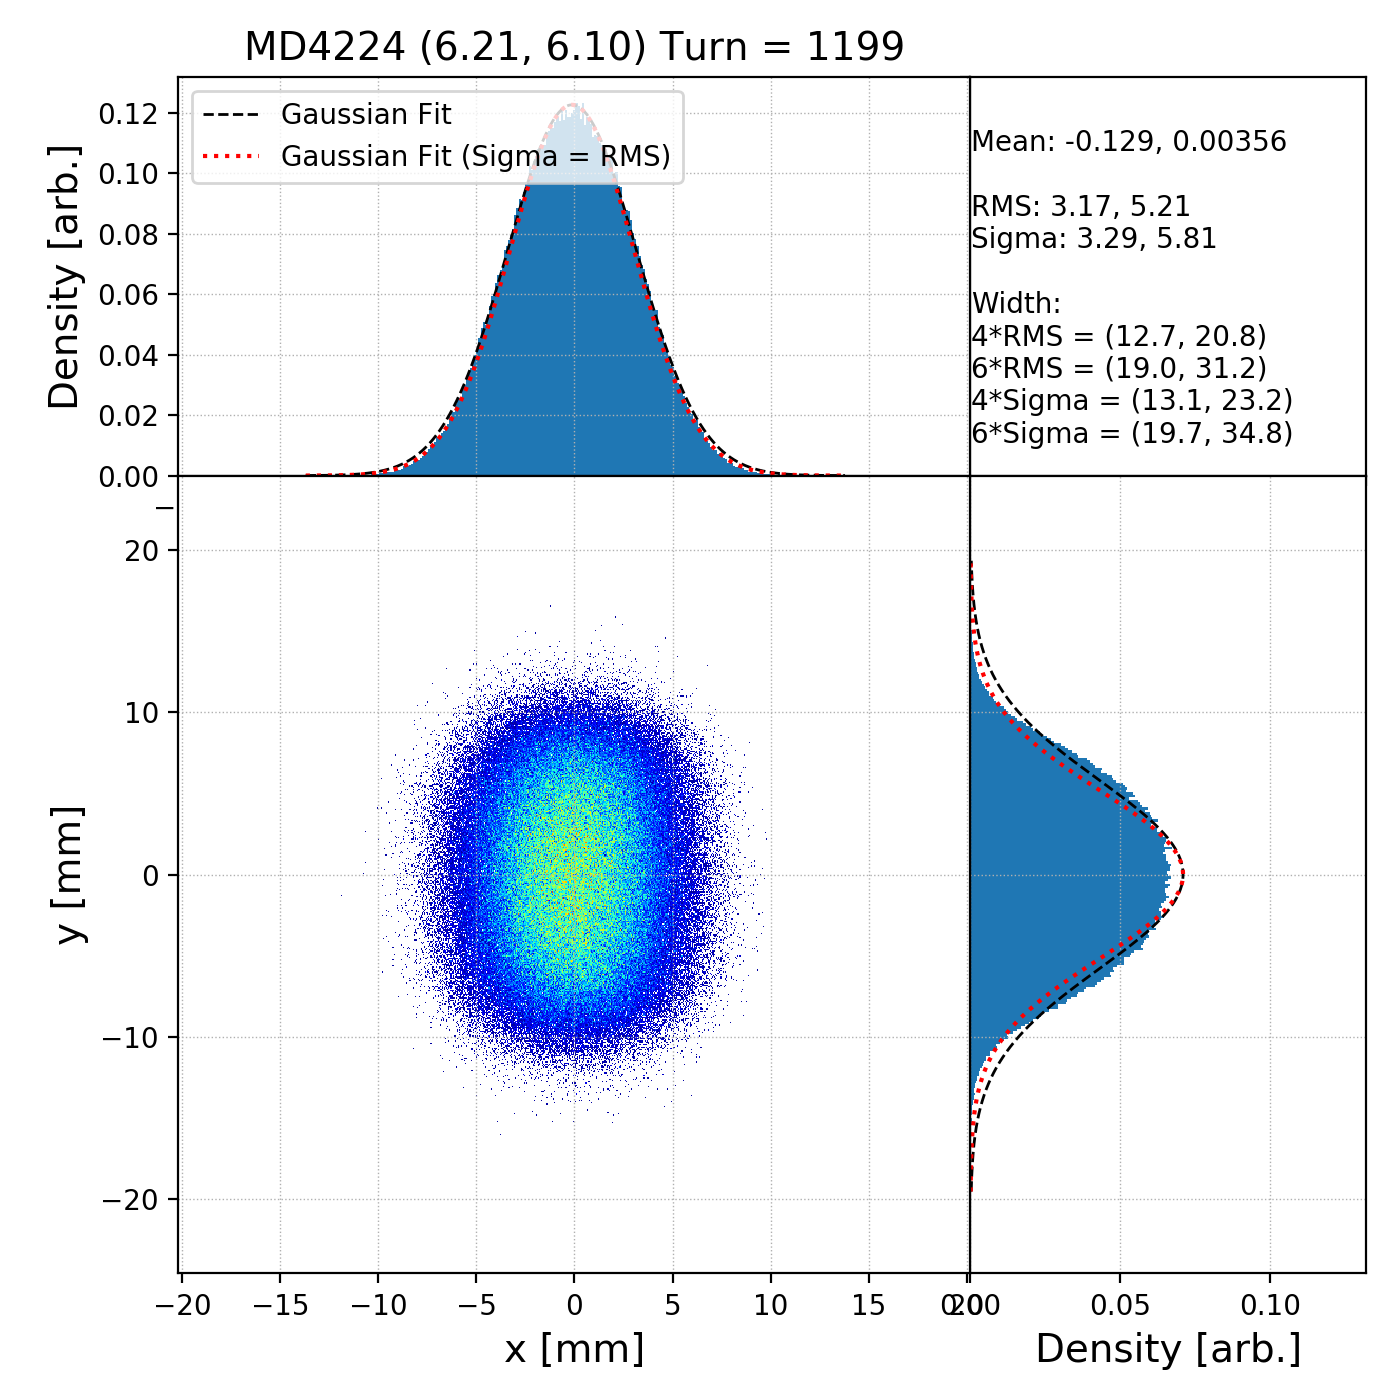 MD4224 (6.21, 6.10) Turn = 1199
Density [arb.]
0.12
0.10
0.08
0.06
0.04
0.02
0.00
Gaussian Fit
Gaussian Fit (Sigma = RMS)
Mean: -0.129, 0.00356
RMS: 3.17, 5.21
Sigma: 3.29, 5.81
Width:
4*RMS = (12.7, 20.8)
6*RMS = (19.0, 31.2)
4*Sigma = (13.1, 23.2)
6*Sigma = (19.7, 34.8)
y [mm]
−
20
10
0
−10
−20
−20 −15 −10 −5 0 5 10 15 20
x [mm]
0.00 0.05 0.10
Density [arb.]